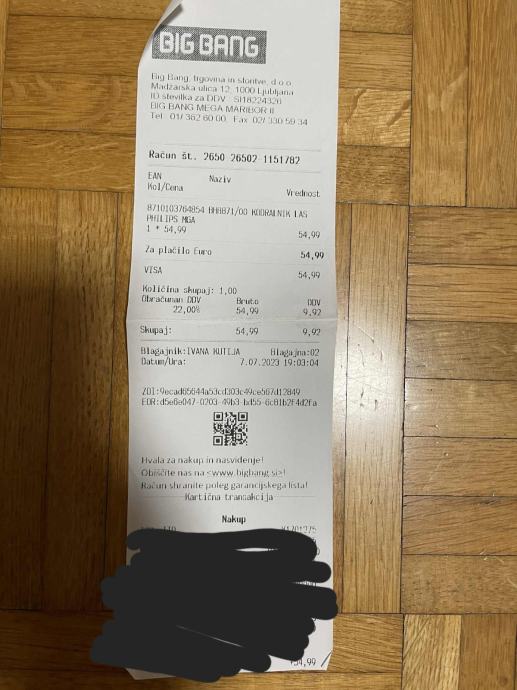 BIG BANG
Big Bang, trgovina in storitve, d.o.o.
Madžarska ulica 12, 1000 Ljubljana
ID številka za DDV SI18224326
BIG BANG MEGA MARIBOR II
Tel.: 01/ 362 60 00, Fax: 02/ 330 59 34
Račun št. 2650 26502 1151782
EAN Naziv
Kol/Cena Vrednost
8710103764854 BHB871/00 KODRALNIK LAS
PHILIPS MGA
1 * 54,99 54,99
Za plačilo Euro 54,99
VISA 54,99
Količina skupaj: 1,00
Obračunan DDV Bruto DDV
22,00% 54,99 9,92
Skupaj: 54,99 9,92
Blagajnik:IVANA KUTIJA Blagajna:02
Datum/Ura: 7.07.2023 19:03:04
ZOI:9ecad65644a53cd303c49ce567d12849
EOR:d5e6e047-0203-49b3-bd55-6c81b2f4d2fa
Hvala za nakup in nasvidenje!
Obiščite nas na <www.bigbang.si>!
Račun shranite poleg garancijskega lista!
Kartična transakcija
Nakup
54,99